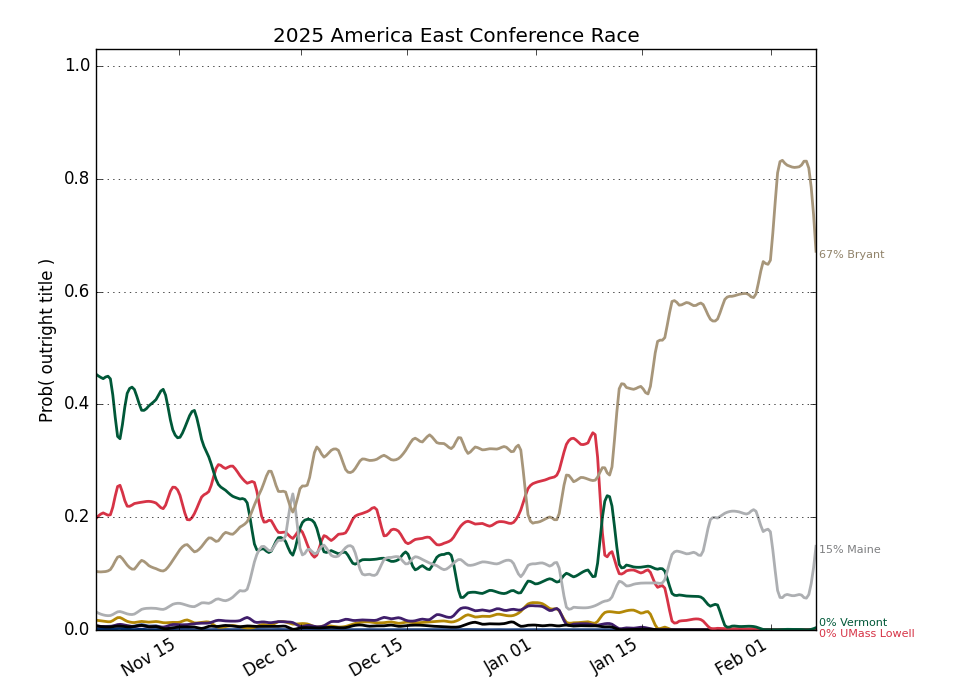 2025 America East Conference Race
Prob( outright title )
1.0
0.8
0.6
0.4
0.2
0.0
67% Bryant
15% Maine
0% Vermont
0% UMass Lowell
Nov 15
Dec 01
Dec 15
Jan 01
Jan 15
Feb 01